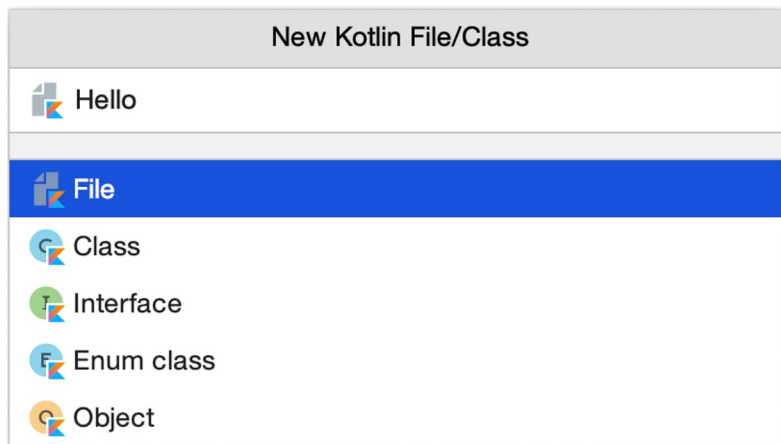 New Kotlin File/Class
Hello
File
Class
Interface
Enum class
Object